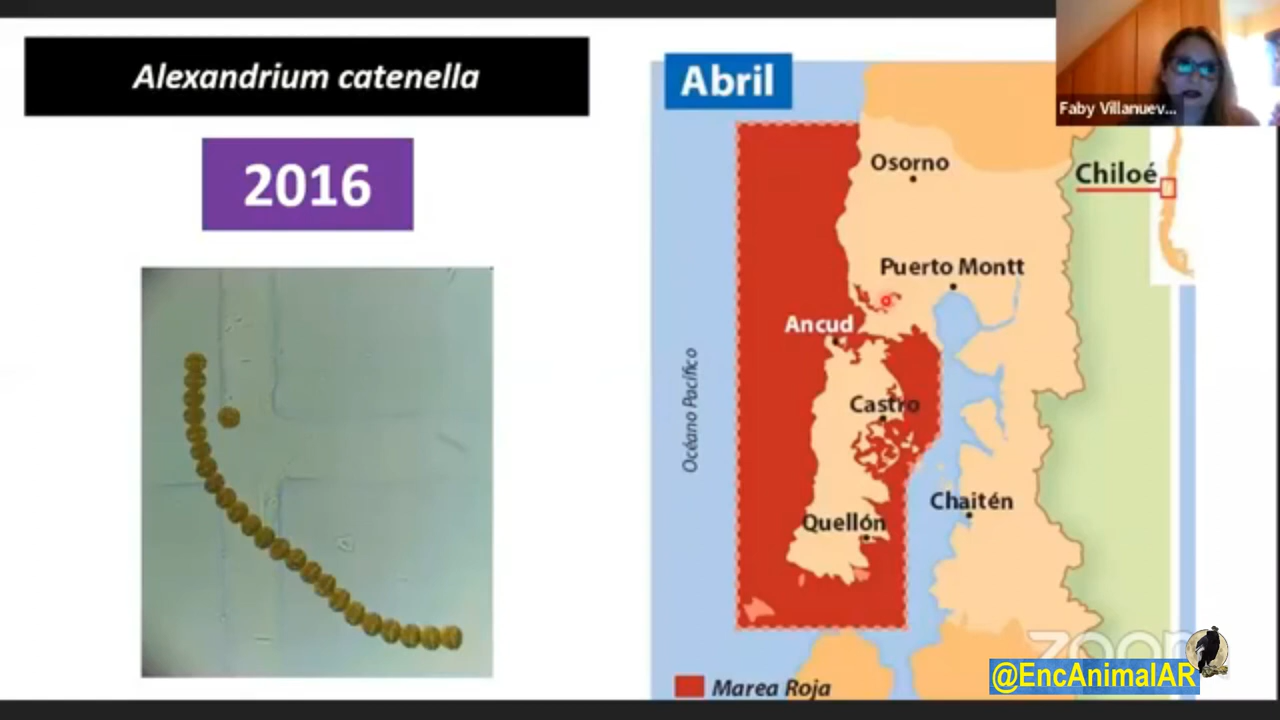 Alexandrium catenella
2016
Abril
Faby Villanuev...
Osorno
Chiloé
Puerto Montt
Ancud
Océano Pacífico
Castro
Chaitén
Quellón
Marea Roja
zoom
@EncAnimalAR